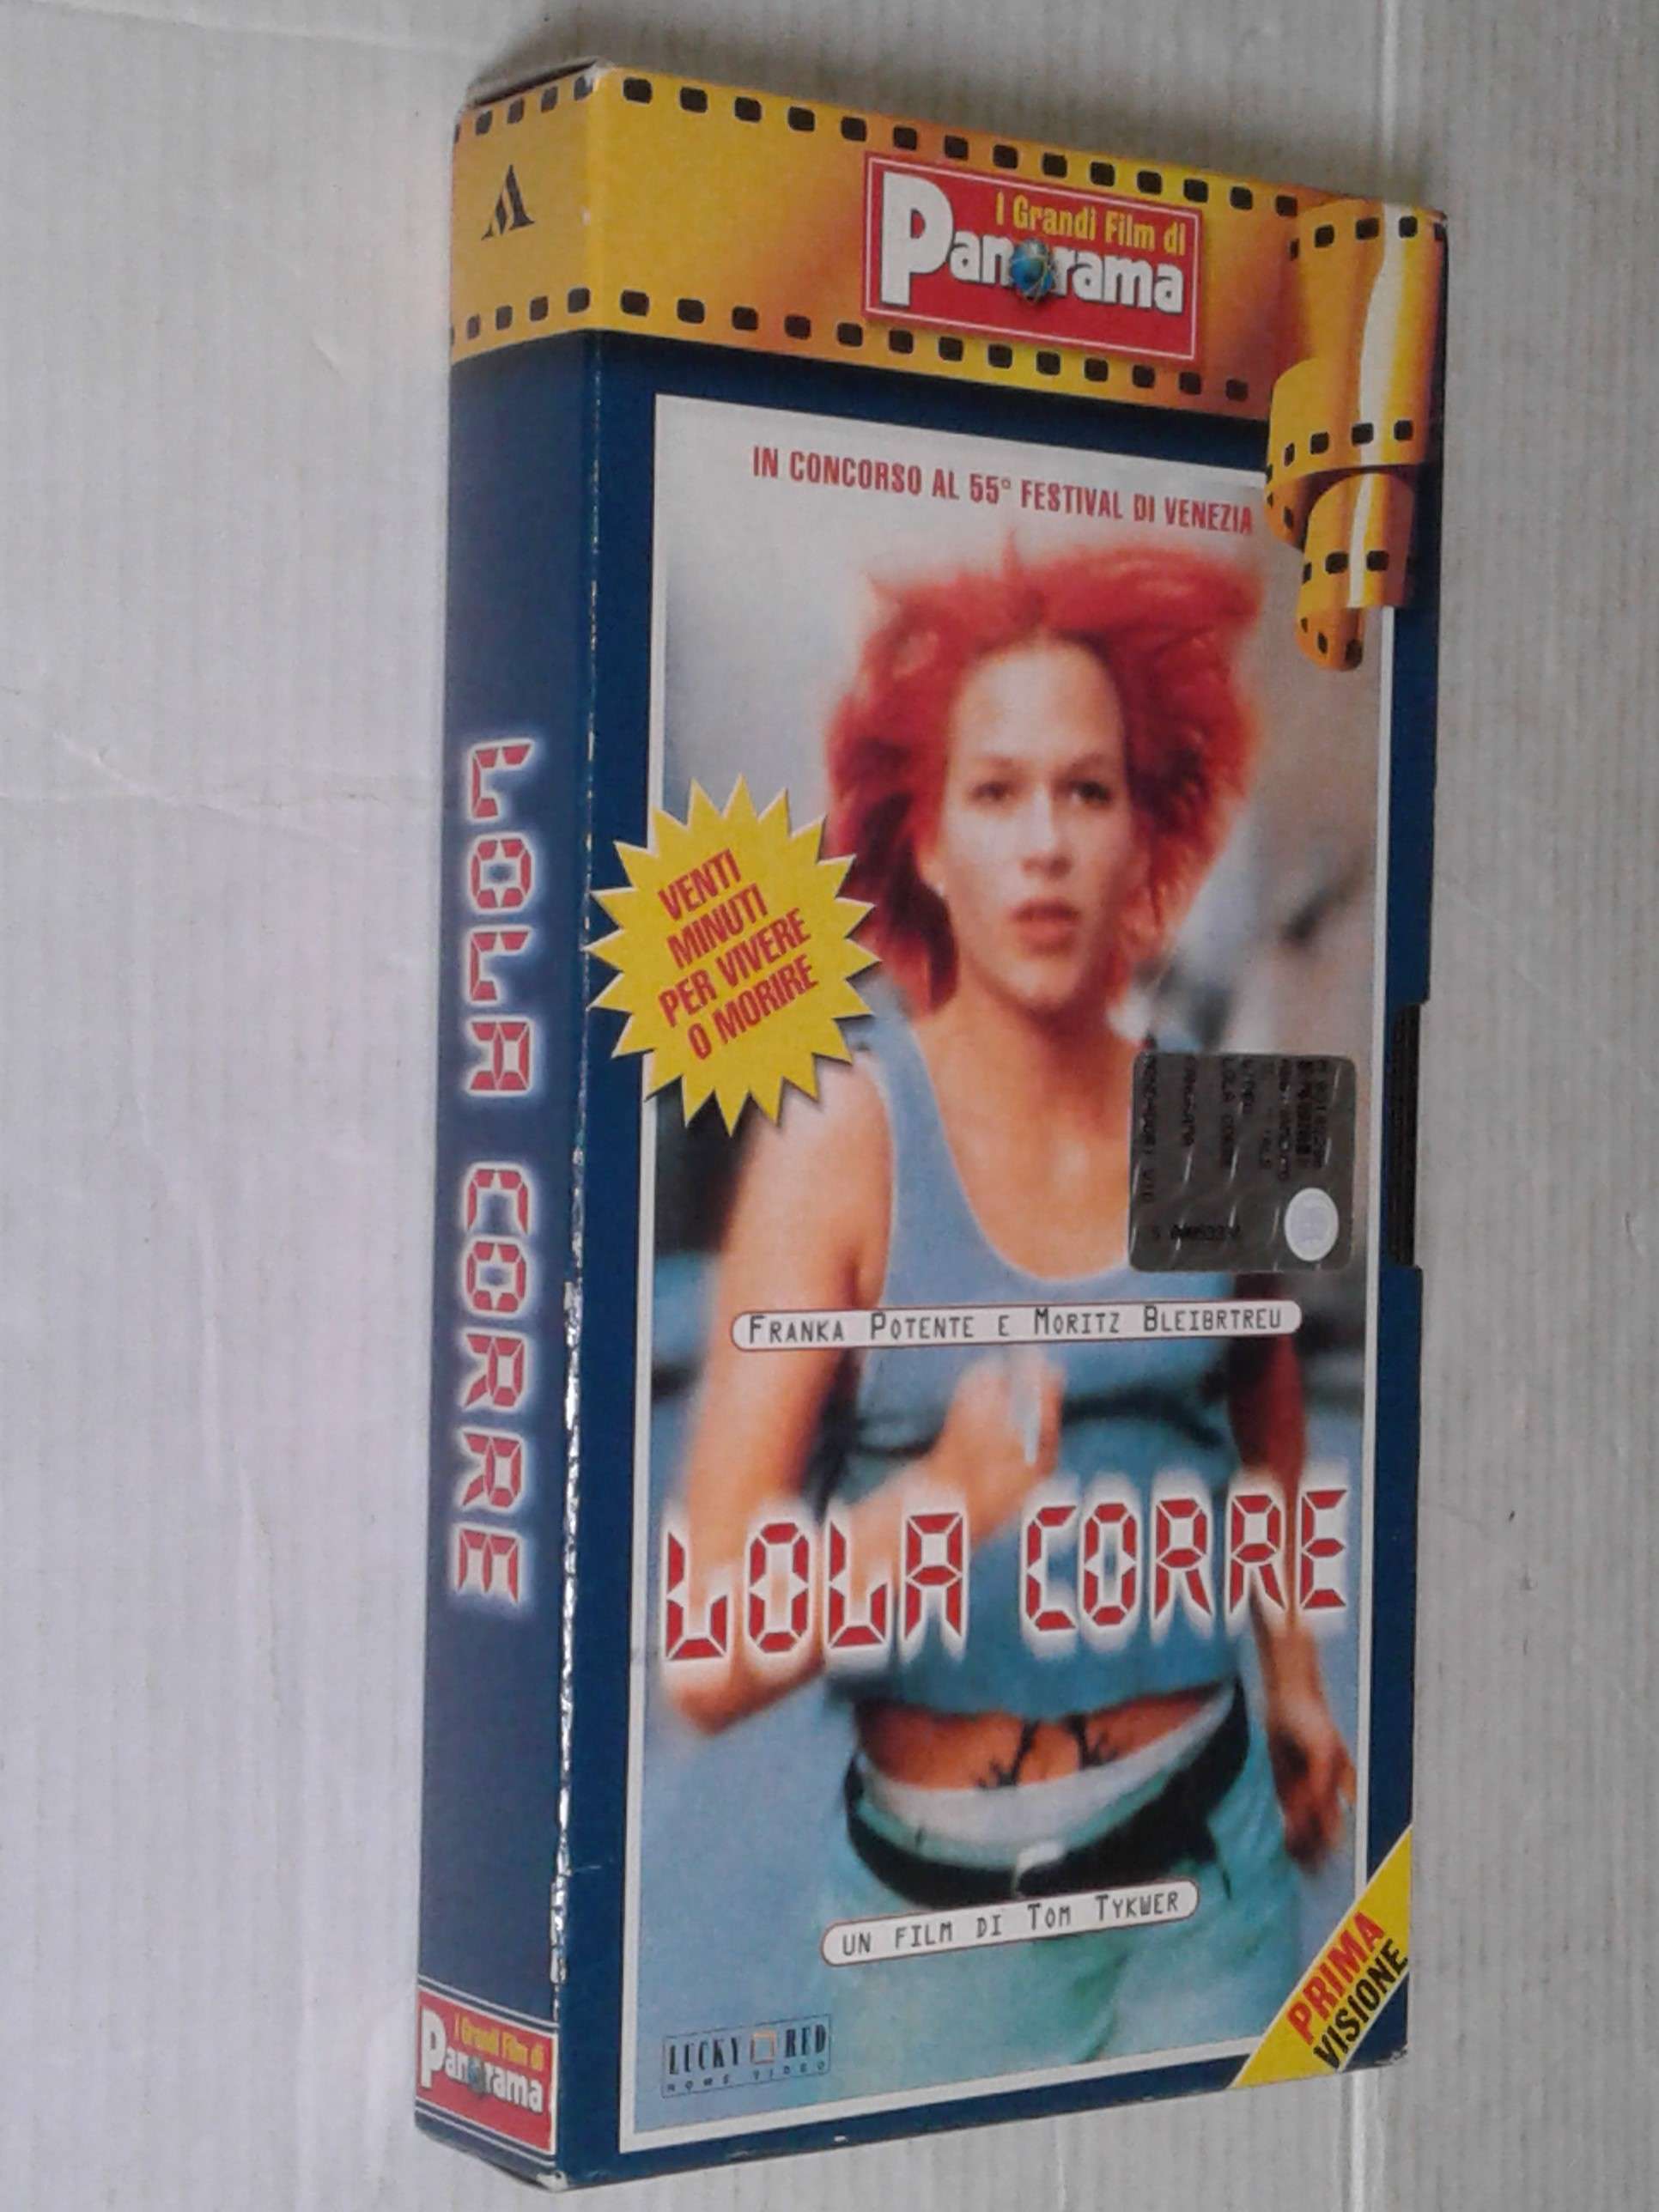 I Grandi Film di
Panorama
IN CONCORSO AL 55° FESTIVAL DI VENEZIA
VENTI
MINUTI
PER VIVERE
O MORIRE
FRANKA POTENTE E MORITZ BLEIBRTREU
LOLA CORRE
UN FILM DI TOM TYKWER
LUCKY RED
HOME VIDEO
PRIMA
VISIONE
LOLA CORRE
I Grandi Film di
Panorama